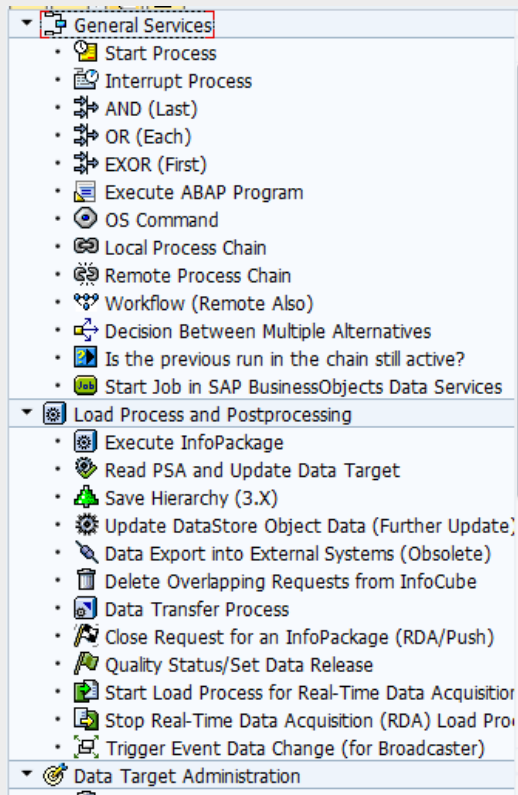 General Services
Start Process
Interrupt Process
AND (Last)
OR (Each)
EXOR (First)
Execute ABAP Program
OS Command
Local Process Chain
Remote Process Chain
Workflow (Remote Also)
Decision Between Multiple Alternatives
Is the previous run in the chain still active?
Job Start Job in SAP BusinessObjects Data Services
Load Process and Postprocessing
Execute InfoPackage
Read PSA and Update Data Target
Save Hierarchy (3.X)
Update DataStore Object Data (Further Update)
Data Export into External Systems (Obsolete)
Delete Overlapping Requests from InfoCube
Data Transfer Process
Close Request for an InfoPackage (RDA/Push)
Quality Status/Set Data Release
Start Load Process for Real-Time Data Acquisition
Stop Real-Time Data Acquisition (RDA) Load Pro
Trigger Event Data Change (for Broadcaster)
Data Target Administration